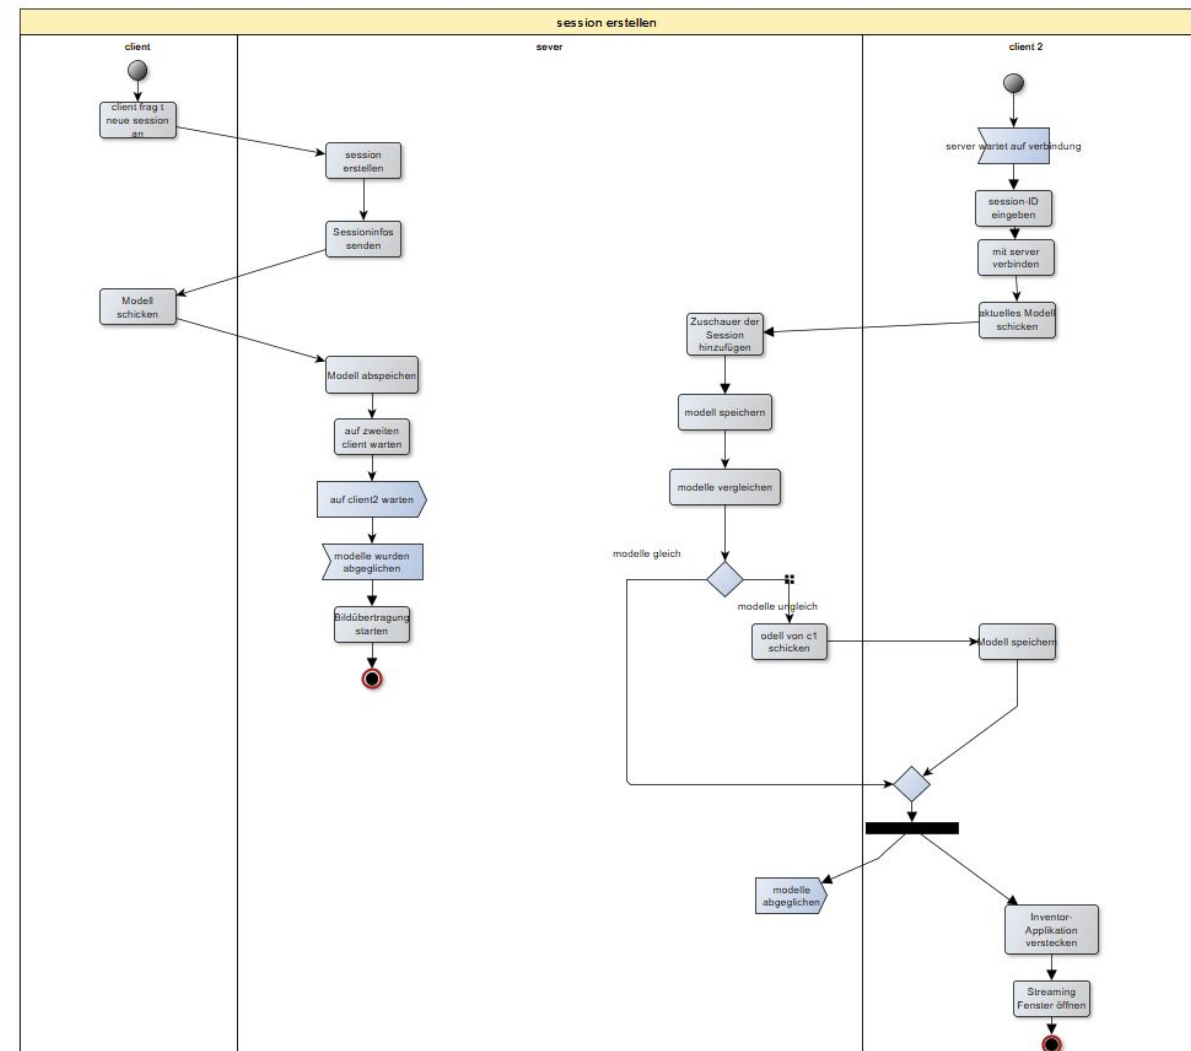 session erstellen
client
sever
client 2
client frag t
neue session
an
session
erstellen
Sessioninfos
senden
Modell
schicken
Modell abspeichen
auf zweiten
client warten
auf client2 warten
modelle wurden
abgeglichen
Bildübertragung
starten
server wartet auf verbindung
session-ID
eingeben
mit server
verbinden
aktuelles Modell
schicken
Zuschauer der
Session
hinzufügen
modell speichern
modelle vergleichen
modelle gleich
modelle ungleich
odell von c1
schicken
Modell speichern
modelle
abgeglichen
Inventor-
Applikation
verstecken
Streaming
Fenster öffnen